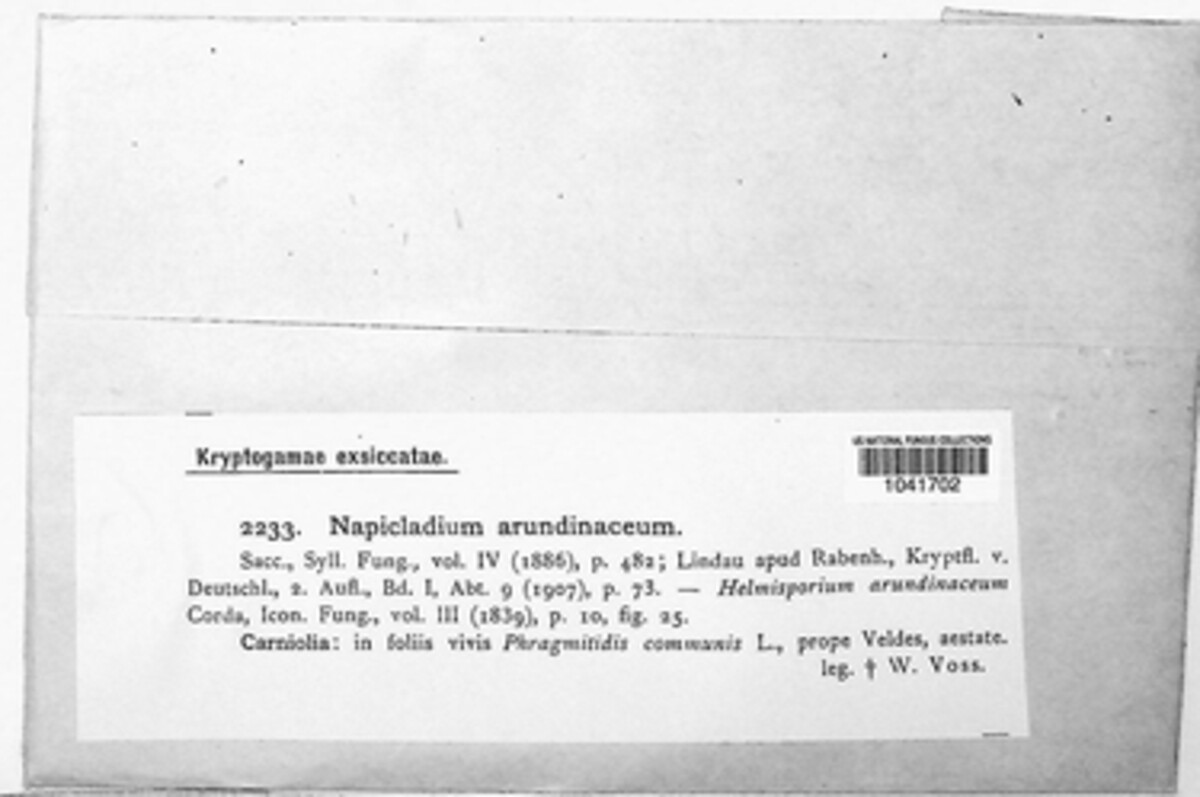 Kryptogamae exsiccatae.
US NATIONAL FUNGUS COLLECTIONS
1041702
2233. Napicladium arundinaceum.
Sacc., Syll. Fung., vol. IV (1886), p. 482; Lindau apud Rabenh., Kryptfl. v.
Deutschl., 2. Aufl., Bd. I, Abt. 9 (1907), p. 73. — Helmisporium arundinaceum
Corda, Icon. Fung., vol. III (1839), p. 10, fig. 25.
Carniolia: in foliis vivis Phragmitidis communis L., prope Veldes, aestate.
leg. † W. Voss.